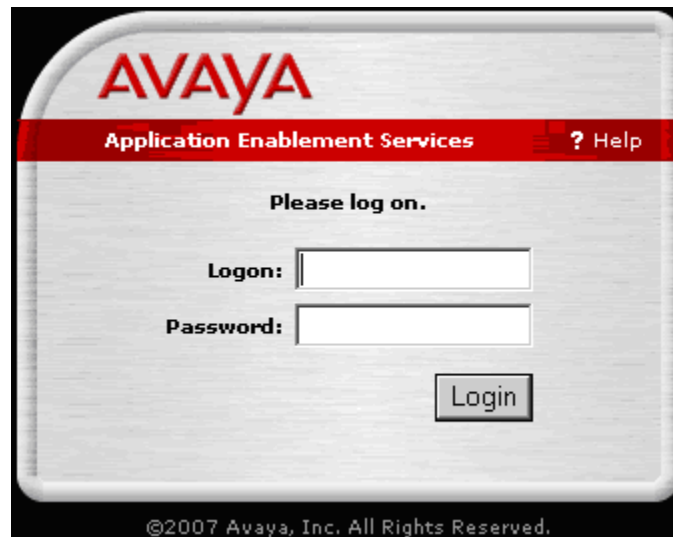 AVAYA
Application Enablement Services ? Help
Please log on.
Logon:
Password:
Login
©2007 Avaya, Inc. All Rights Reserved.